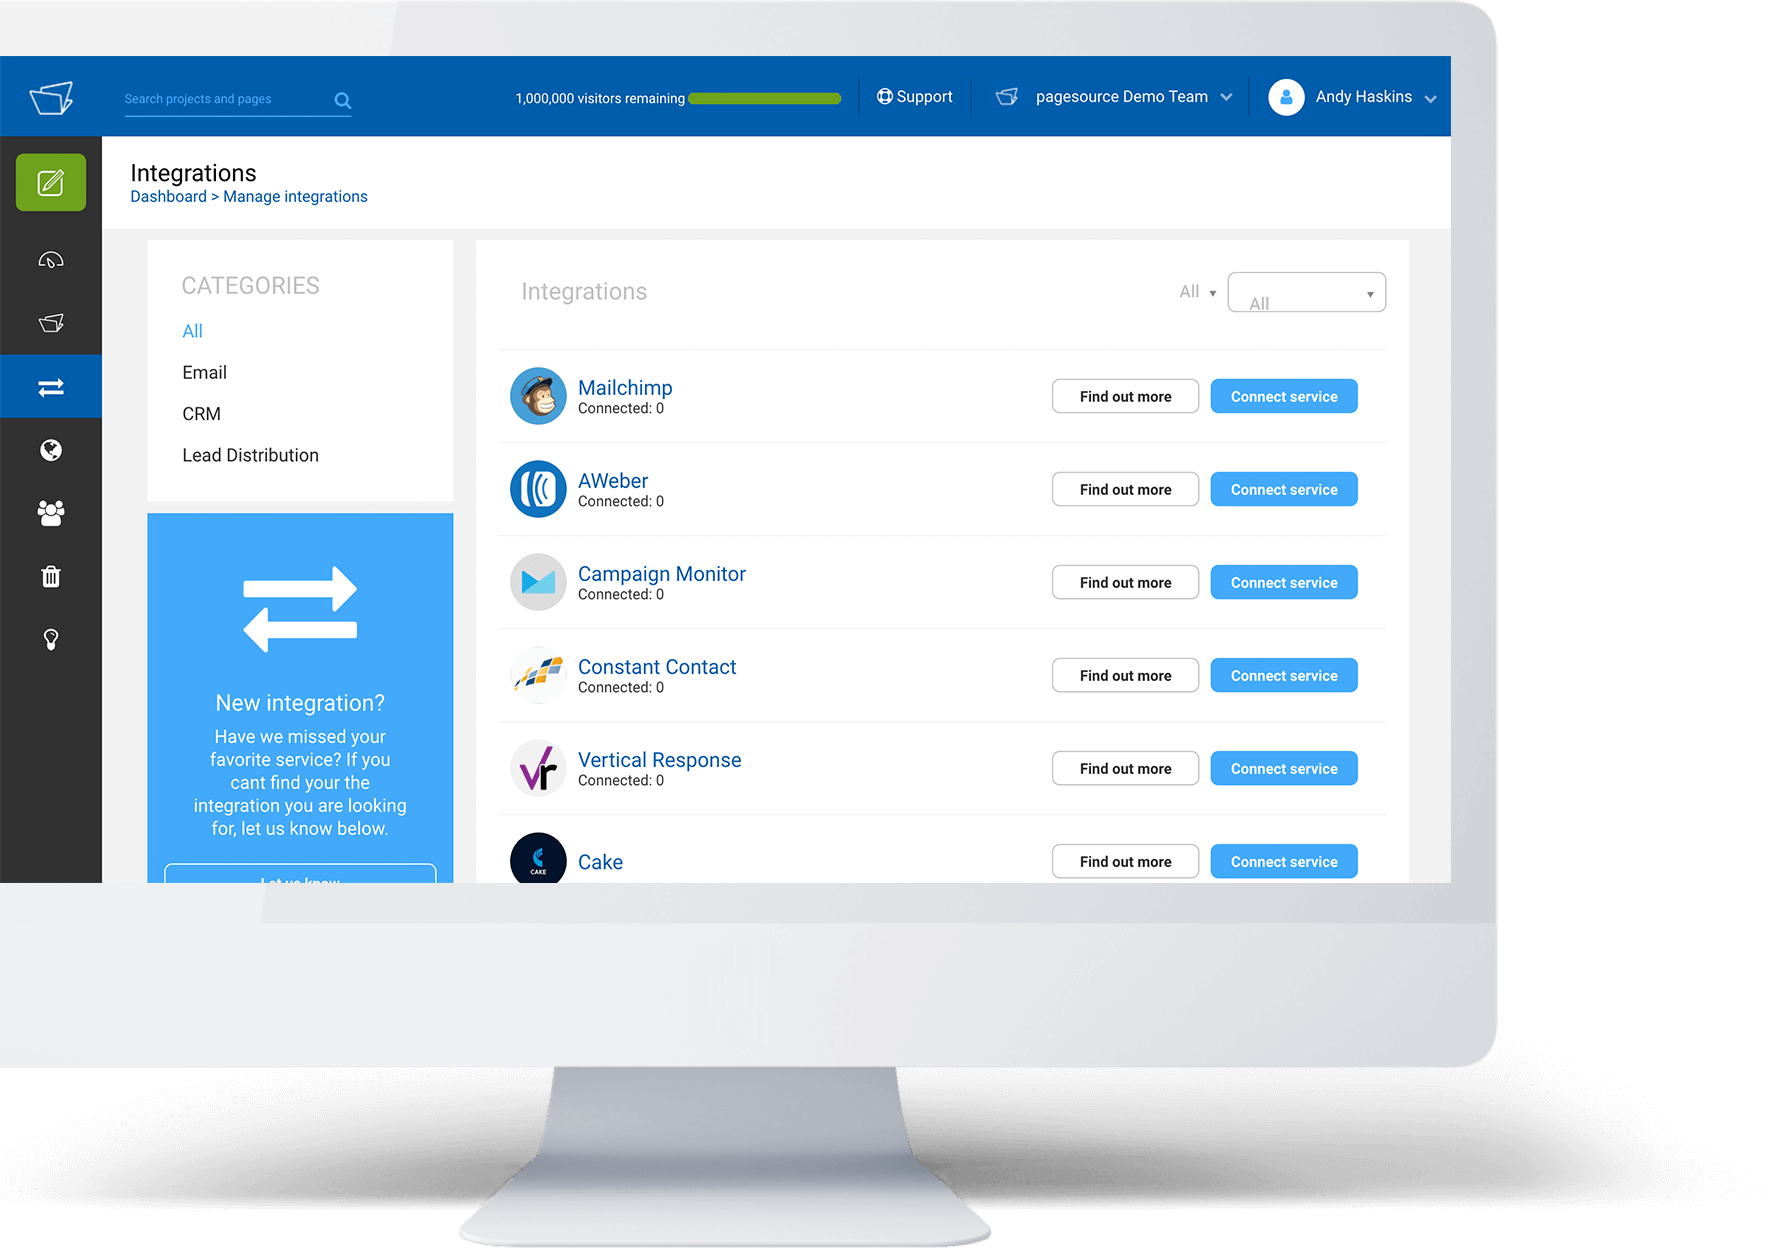 Search projects and pages
1,000,000 visitors remaining
Support
pagesource Demo Team
Andy Haskins
Integrations
Dashboard > Manage integrations
CATEGORIES
All
Email
CRM
Lead Distribution
New integration?
Have we missed your
favorite service? If you
cant find your the
integration you are looking
for, let us know below.
Let us know
Integrations
All
All
Mailchimp
Connected: 0
Find out more
Connect service
AWeber
Connected: 0
Find out more
Connect service
Campaign Monitor
Connected: 0
Find out more
Connect service
Constant Contact
Connected: 0
Find out more
Connect service
Vr
Vertical Response
Connected: 0
Find out more
Connect service
CAKE
Cake
Find out more
Connect service